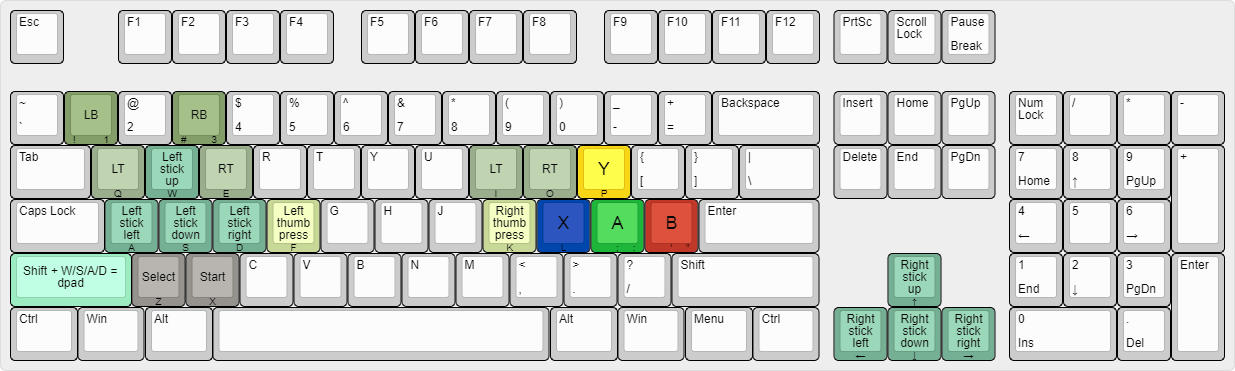 Esc F1 F2 F3 F4 F5 F6 F7 F8 F9 F10 F11 F12 PrtSc Scroll Lock Pause Break
~ ` LB ! 1 @ 2 RB # 3 $ 4 % 5 ^ 6 & 7 * 8 ( 9 ) 0 _ - + = Backspace Insert Home PgUp Num Lock / * -
Tab LT Q Left stick up W RT E R T Y U LT I RT O Y P { [ } ] | \ Delete End PgDn 7 Home 8 ↑ 9 PgUp +
Caps Lock Left stick left A Left stick down S Left stick right D Left thumb press F G H J Right thumb press K X L A : ; B ' " Enter 4 ← 5 6 →
Shift + W/S/A/D = dpad Select Z Start X C V B N M < , > . ? / Shift Right stick up ↑ 1 End 2 ↓ 3 PgDn Enter
Ctrl Win Alt Alt Win Menu Ctrl Right stick left ← Right stick down ↓ Right stick right → 0 Ins . Del